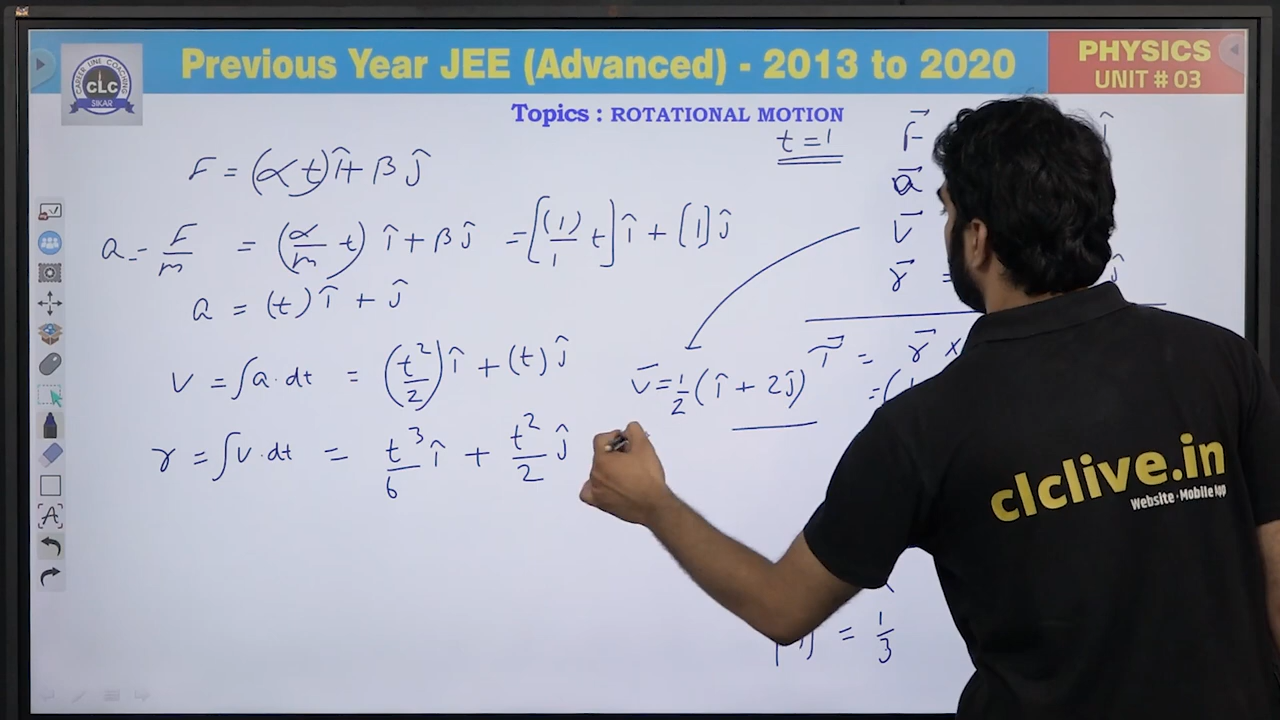 Previous Year JEE (Advanced) - 2013 to 2020
PHYSICS
UNIT # 03
CAREER LINE COACHING
CLC
SIKAR
Topics : ROTATIONAL MOTION
t = 1
F = (αt)î + βĵ
a = F/m = (α/m t) î + βĵ = [(1)/1 t] î + [1]ĵ
a = (t) î + ĵ
v = ∫a·dt = (t²/2) î + (t) ĵ
r = ∫v·dt = t³/6 î + t²/2 ĵ
F⃗ î
a⃗
v⃗
r⃗ = ĵ
τ⃗ = r⃗ ×
v⃗ = 1/2 (î + 2ĵ)
= (
= 1/3
A
clclive.in
Website · Mobile App